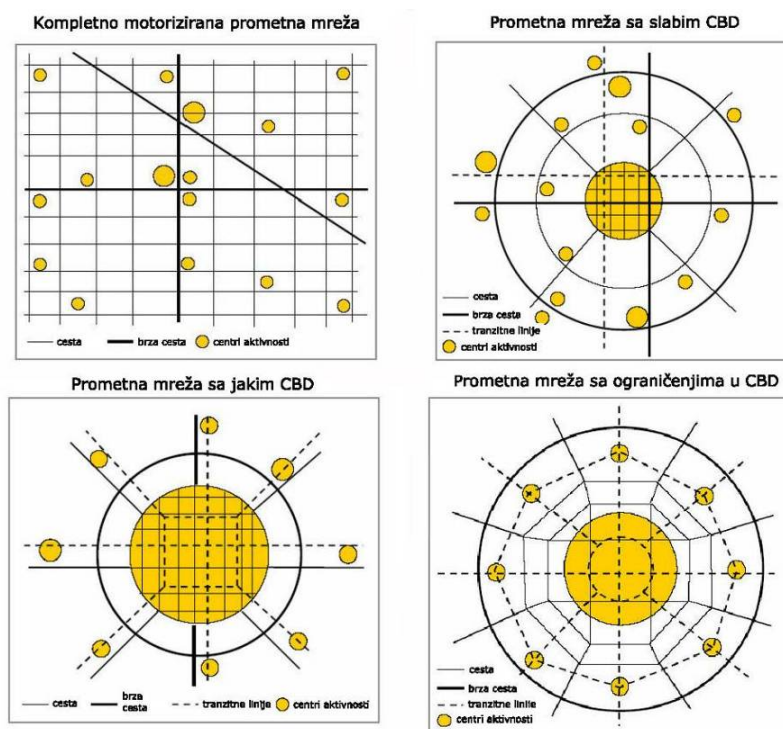 Kompletno motorizirana prometna mreža
cesta
brza cesta
centri aktivnosti
Prometna mreža sa slabim CBD
cesta
brza cesta
tranzitne linije
centri aktivnosti
Prometna mreža sa jakim CBD
cesta
brza
cesta
tranzitne linije
centri aktivnosti
Prometna mreža sa ograničenjima u CBD
cesta
brza cesta
tranzitne linije
centri aktivnosti